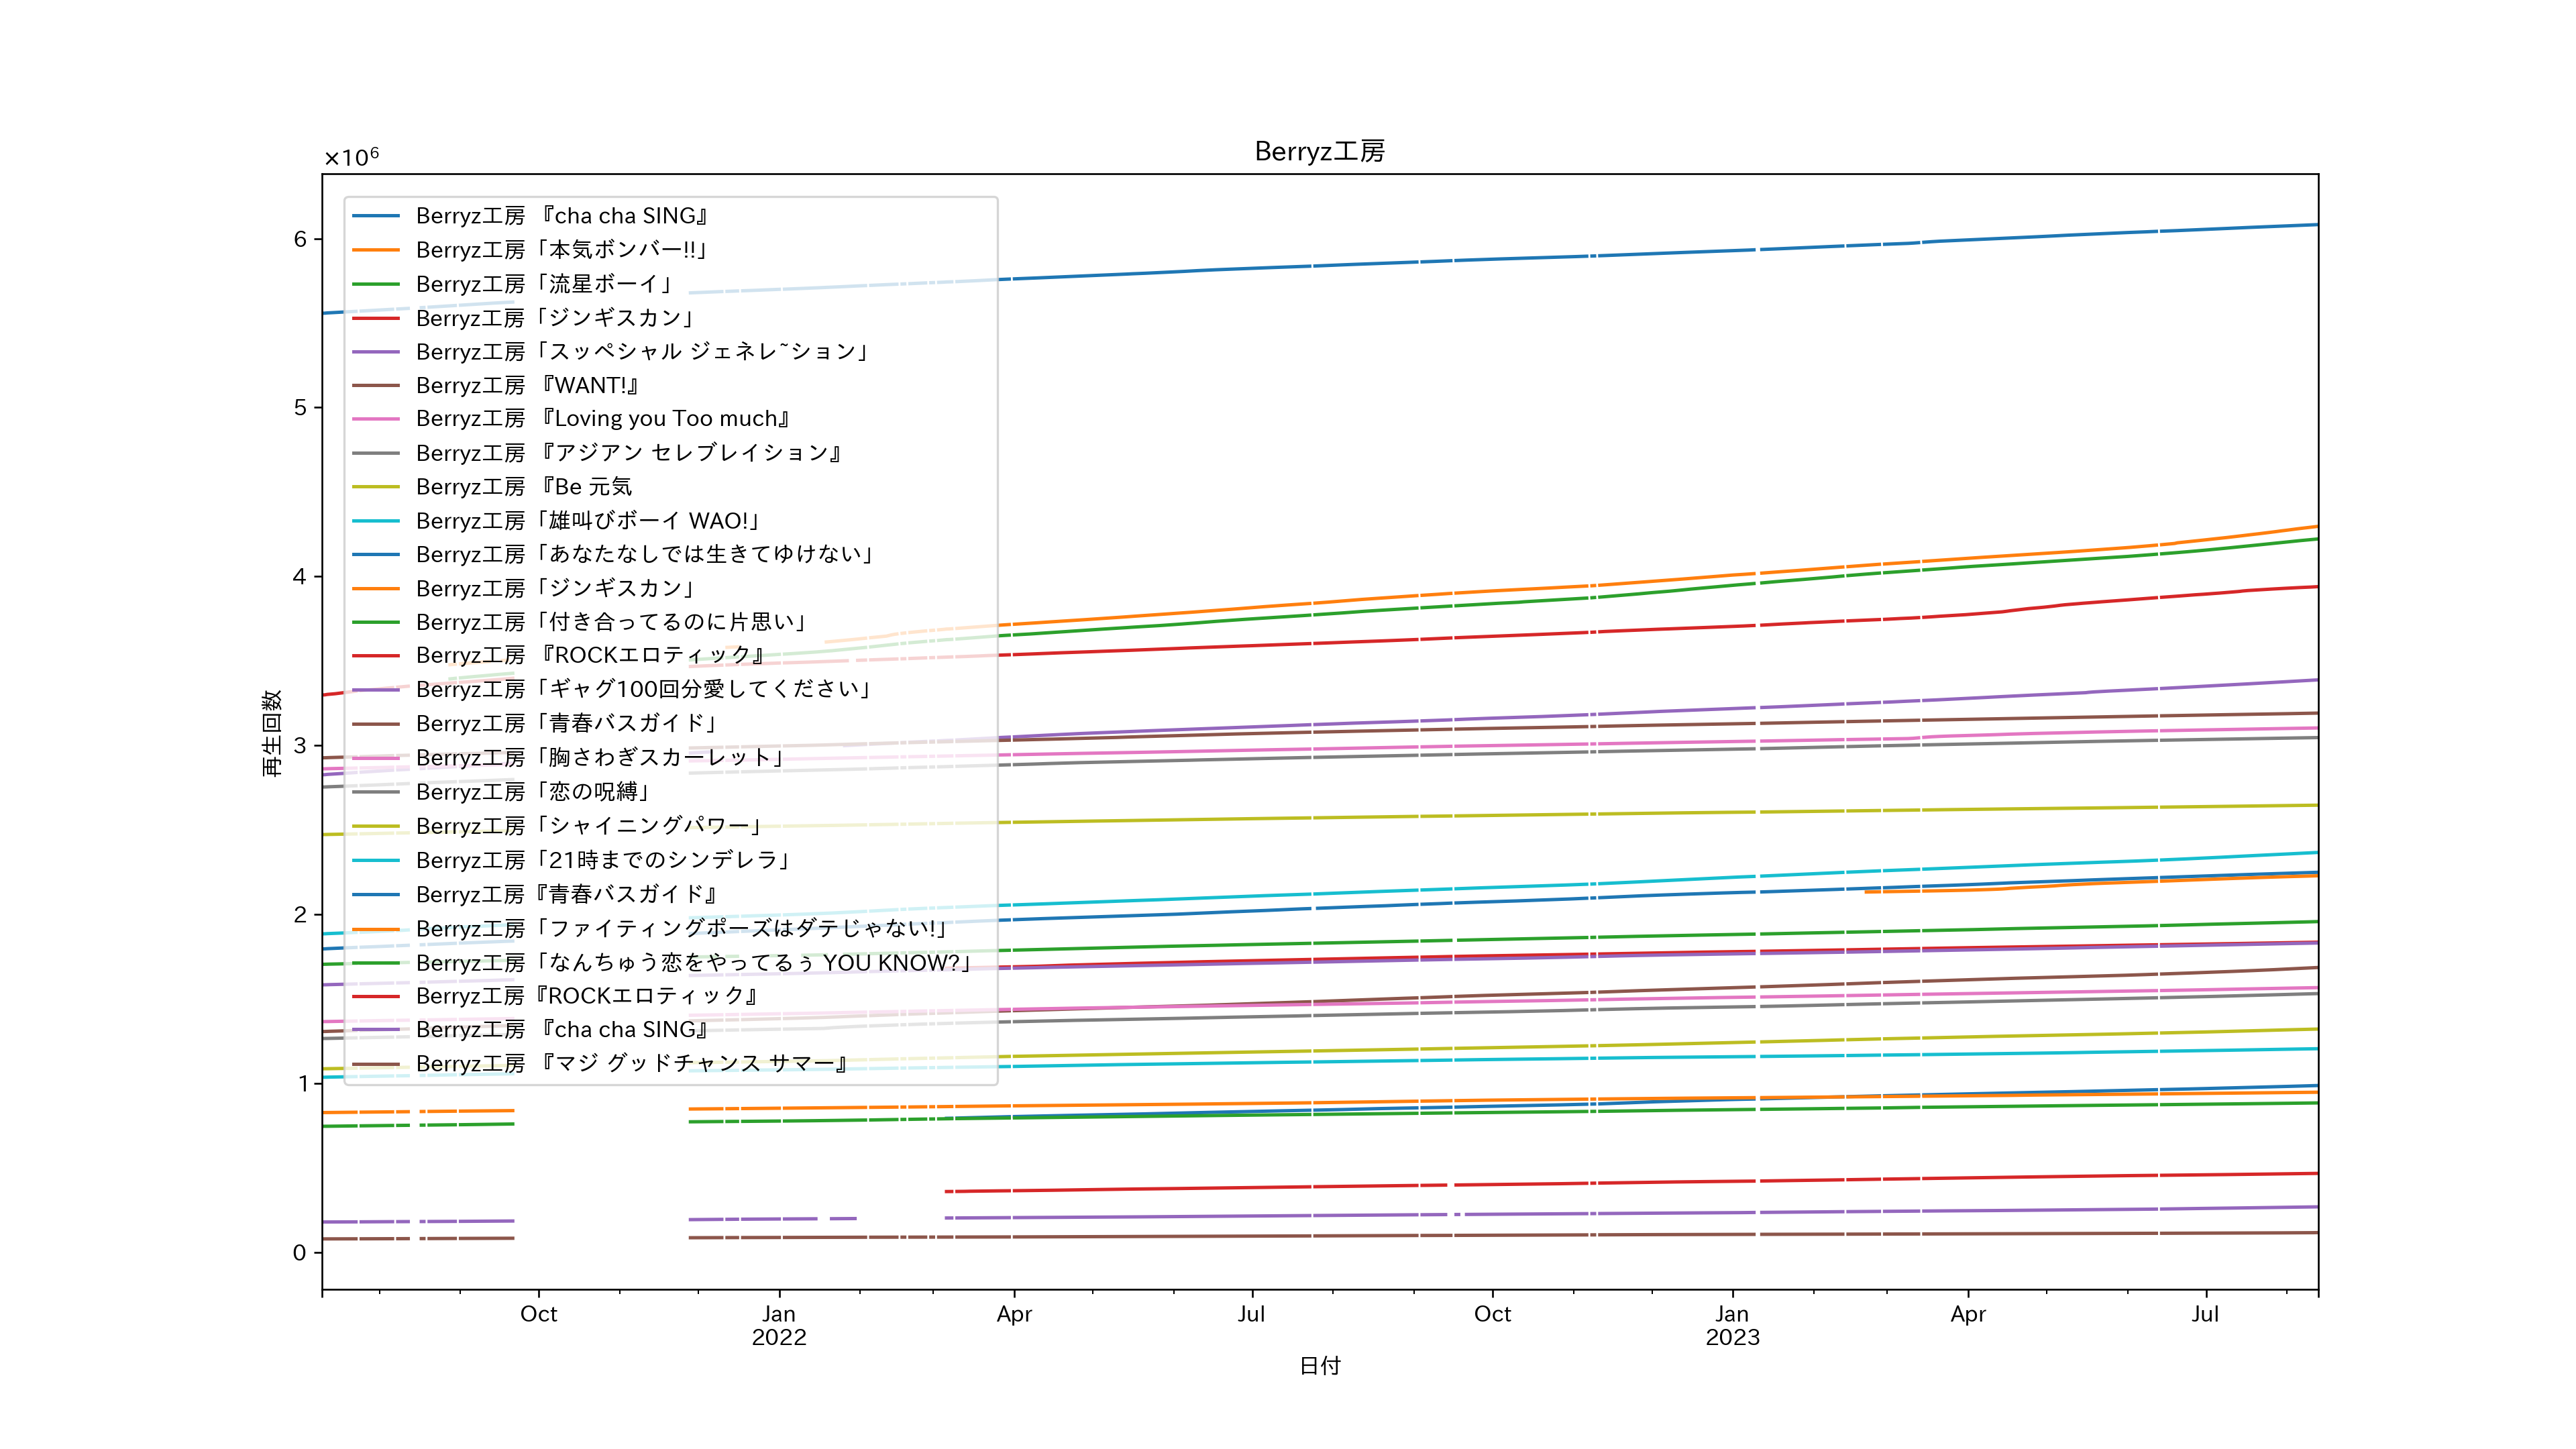 Berryz工房
×10⁶
Berryz工房 『cha cha SING』
Berryz工房「本気ボンバー!!」
Berryz工房「流星ボーイ」
Berryz工房「ジンギスカン」
Berryz工房「スッペシャル ジェネレ~ション」
Berryz工房 『WANT!』
Berryz工房 『Loving you Too much』
Berryz工房 『アジアン セレブレイション』
Berryz工房 『Be 元気
Berryz工房「雄叫びボーイ WAO!」
Berryz工房「あなたなしでは生きてゆけない」
Berryz工房「ジンギスカン」
Berryz工房「付き合ってるのに片思い」
Berryz工房 『ROCKエロティック』
Berryz工房「ギャグ100回分愛してください」
Berryz工房「青春バスガイド」
Berryz工房「胸さわぎスカーレット」
Berryz工房「恋の呪縛」
Berryz工房「シャイニングパワー」
Berryz工房「21時までのシンデレラ」
Berryz工房『青春バスガイド』
Berryz工房「ファイティングポーズはダテじゃない!」
Berryz工房「なんちゅう恋をやってるぅ YOU KNOW?」
Berryz工房『ROCKエロティック』
Berryz工房 『cha cha SING』
Berryz工房 『マジ グッドチャンス サマー』
6
5
4
3
2
1
0
再生回数
Oct
Jan
2022
Apr
Jul
Oct
Jan
2023
Apr
Jul
日付